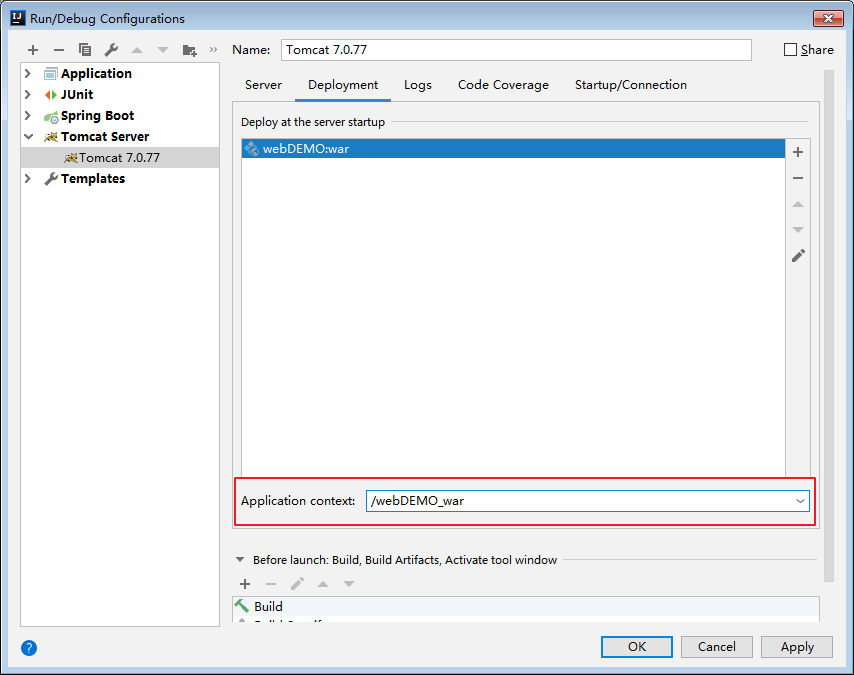 Run/Debug Configurations
Name: Tomcat 7.0.77 Share
Application
JUnit
Spring Boot
Tomcat Server
Tomcat 7.0.77
Templates
Server Deployment Logs Code Coverage Startup/Connection
Deploy at the server startup
webDEMO:war
Application context: /webDEMO_war
Before launch: Build, Build Artifacts, Activate tool window
Build
OK Cancel Apply